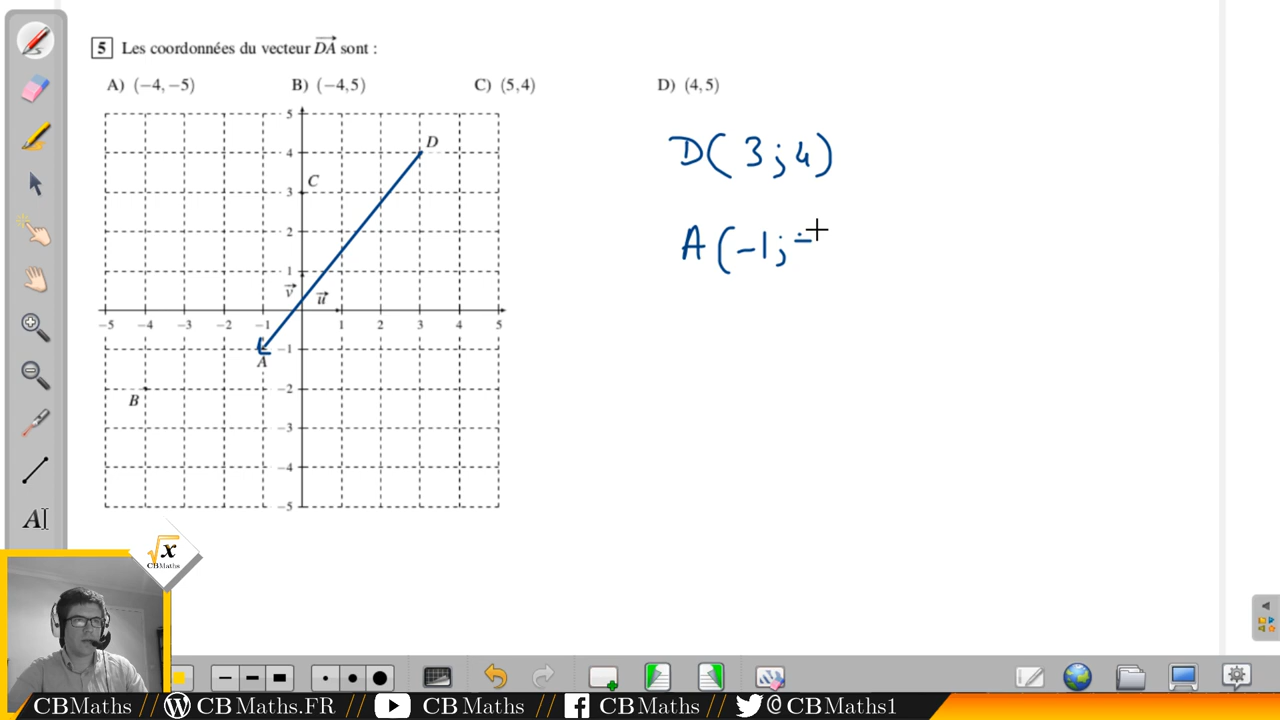 5 Les coordonnées du vecteur DA sont :
A) (−4,−5) B) (−4,5) C) (5,4) D) (4,5)
5
D
4
D( 3 ; 4)
C
3
2
A (−1; −
1
v u
−5 −4 −3 −2 −1 1 2 3 4 5
−1
A
−2
B
−3
−4
−5
AI
√x
CBMaths
CBMaths CBMaths.FR CBMaths CBMaths @CBMaths1